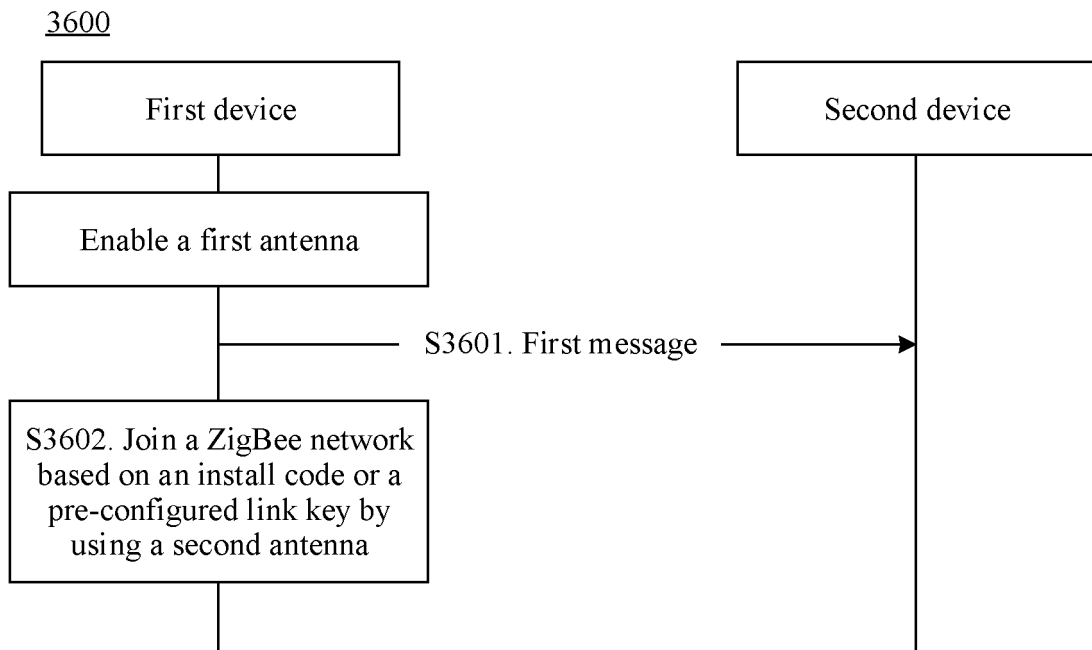 3600
First device
Second device
Enable a first antenna
S3601. First message
S3602. Join a ZigBee network
based on an install code or a
pre-configured link key by
using a second antenna